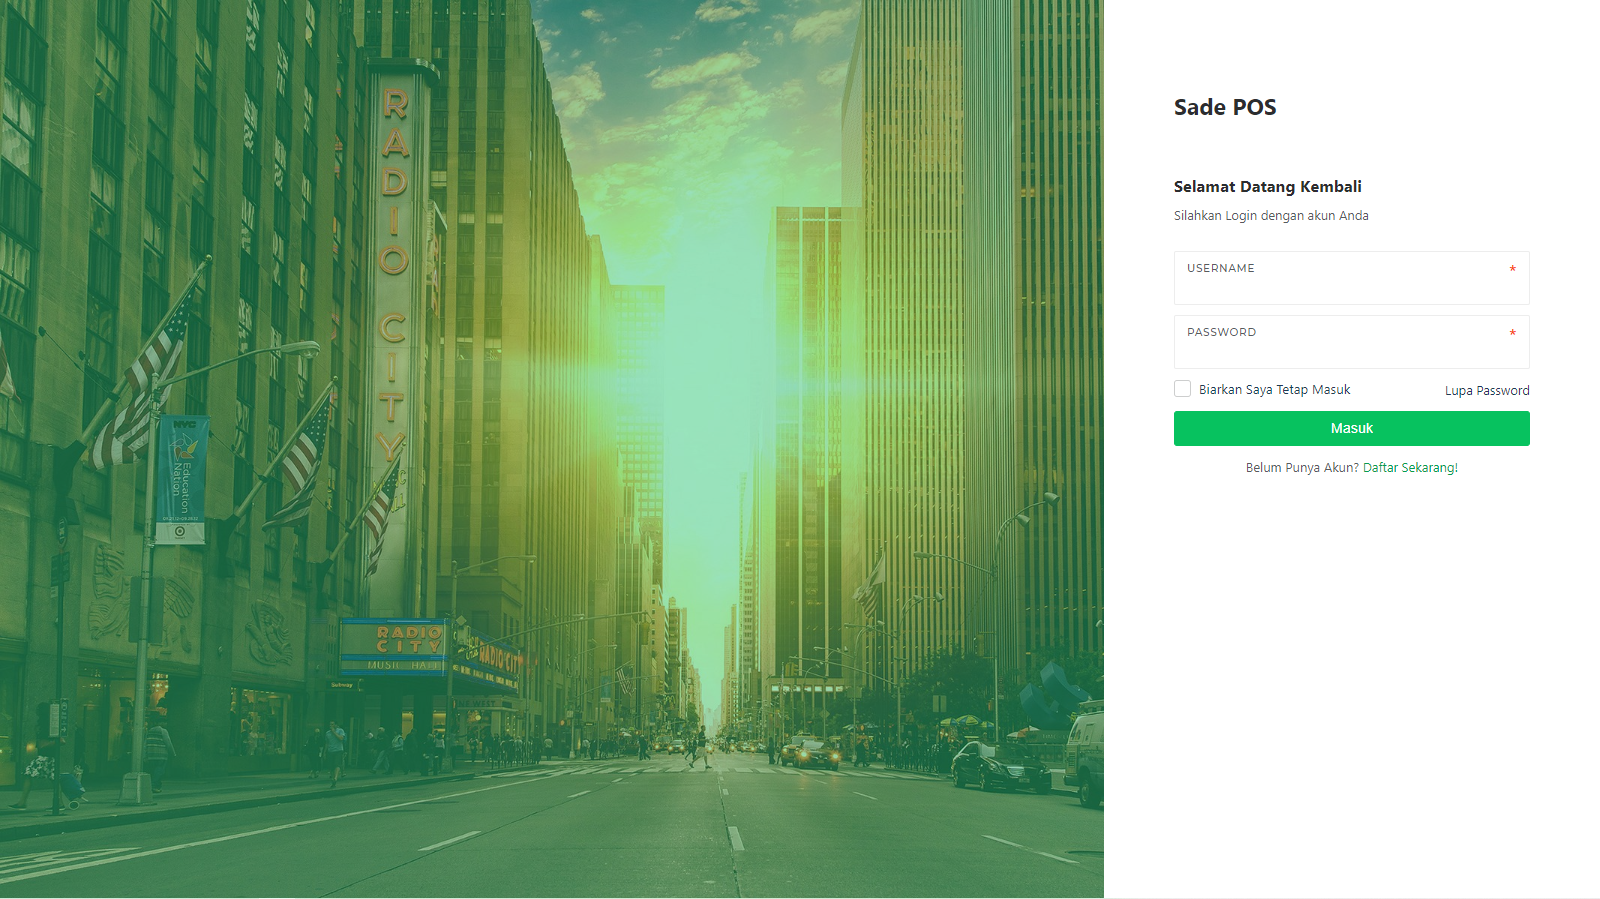 RADIO CITY
NYC
Education
Nation
RADIO
CITY
MUSIC HALL
RADIO CITY
Subway
Sade POS
Selamat Datang Kembali
Silahkan Login dengan akun Anda
USERNAME *
PASSWORD *
Biarkan Saya Tetap Masuk
Lupa Password
Masuk
Belum Punya Akun? Daftar Sekarang!